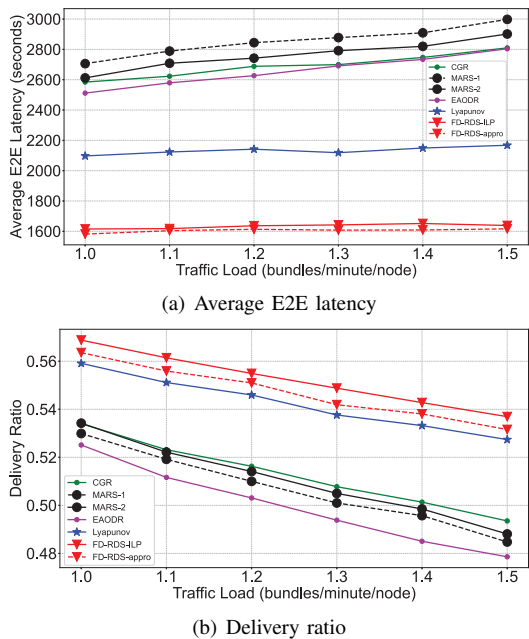 3000
2800
2600
2400
2200
2000
1800
1600
Average E2E Latency (seconds)
CGR
MARS-1
MARS-2
EAODR
Lyapunov
FD-RDS-ILP
FD-RDS-appro
1.0 1.1 1.2 1.3 1.4 1.5
Traffic Load (bundles/minute/node)
(a) Average E2E latency
0.56
0.54
0.52
0.50
0.48
Delivery Ratio
CGR
MARS-1
MARS-2
EAODR
Lyapunov
FD-RDS-ILP
FD-RDS-appro
1.0 1.1 1.2 1.3 1.4 1.5
Traffic Load (bundles/minute/node)
(b) Delivery ratio